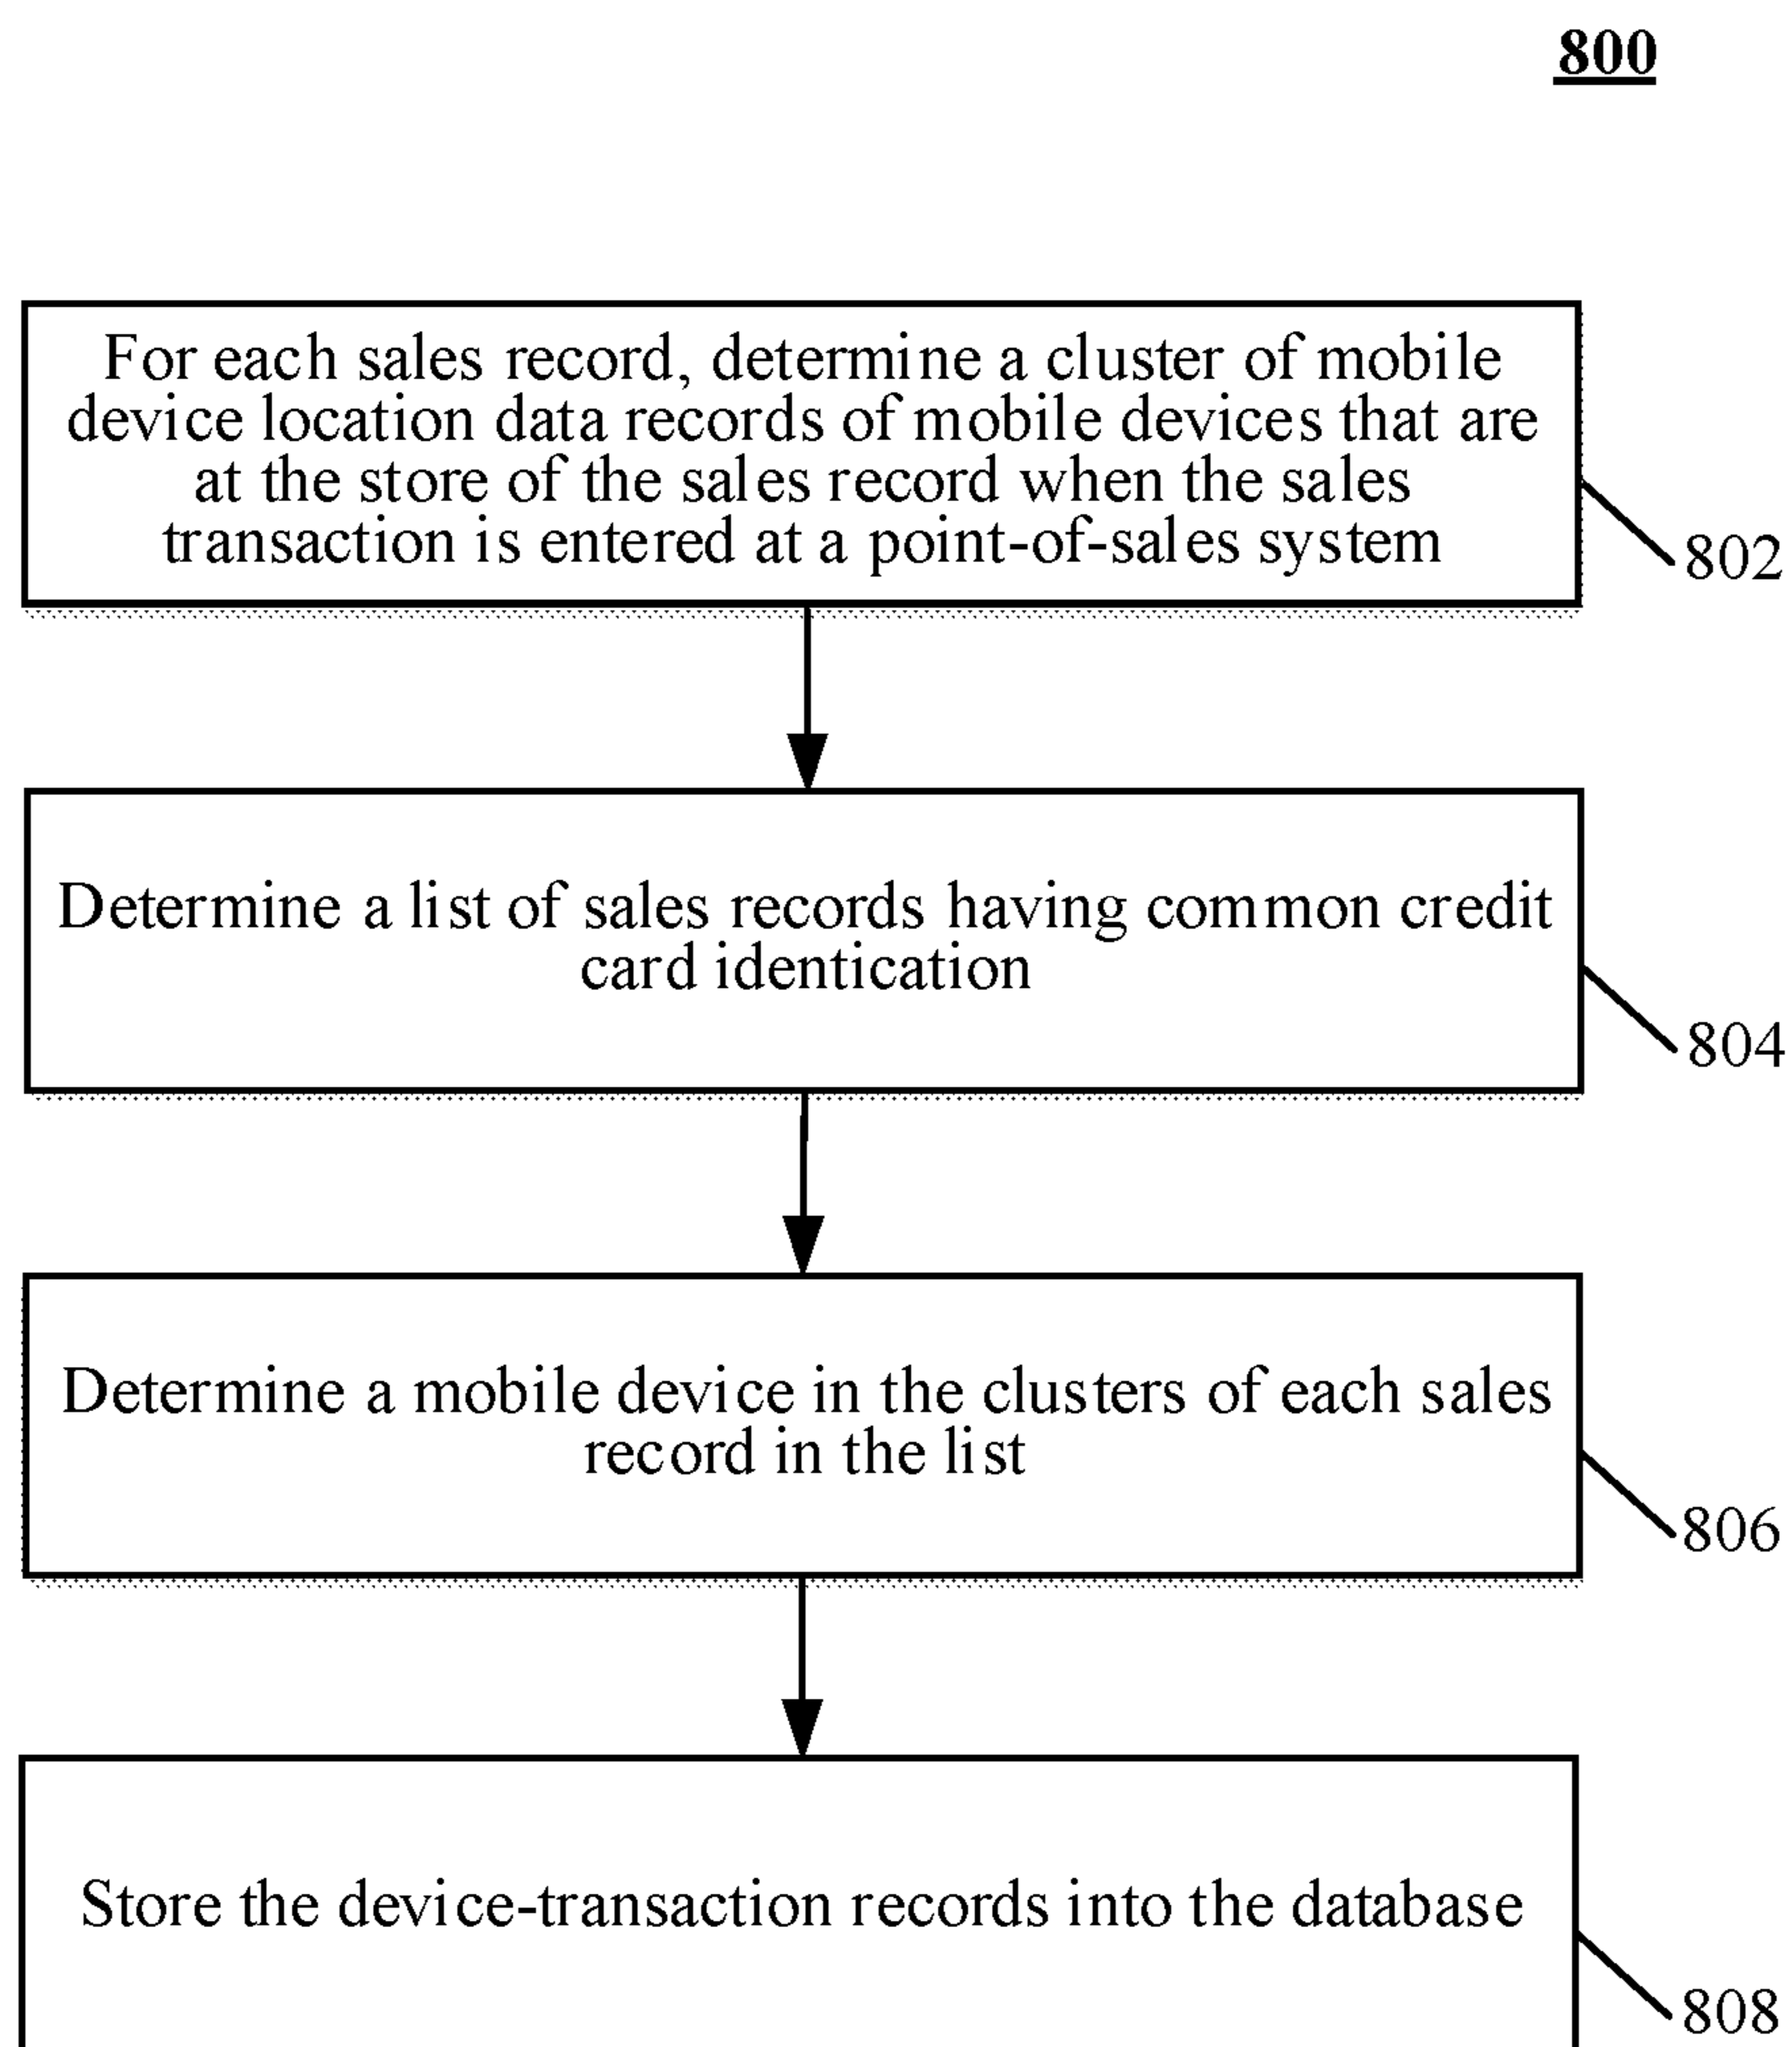 800
For each sales record, determine a cluster of mobile
device location data records of mobile devices that are
at the store of the sales record when the sales
transaction is entered at a point-of-sales system
802
Determine a list of sales records having common credit
card identication
804
Determine a mobile device in the clusters of each sales
record in the list
806
Store the device-transaction records into the database
808